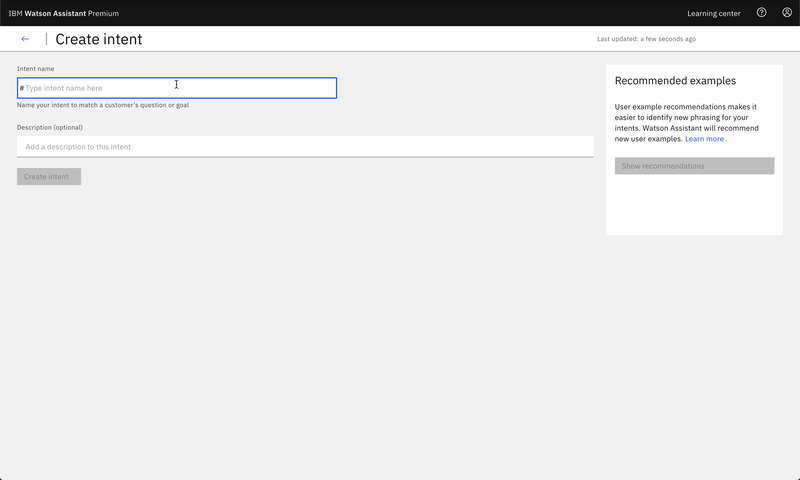 IBM Watson Assistant Premium
Learning center
Create intent
Last updated: a few seconds ago
Intent name
# Type intent name here
Name your intent to match a customer's question or goal
Description (optional)
Add a description to this intent
Create intent
Recommended examples
User example recommendations makes it
easier to identify new phrasing for your
intents. Watson Assistant will recommend
new user examples. Learn more
Show recommendations